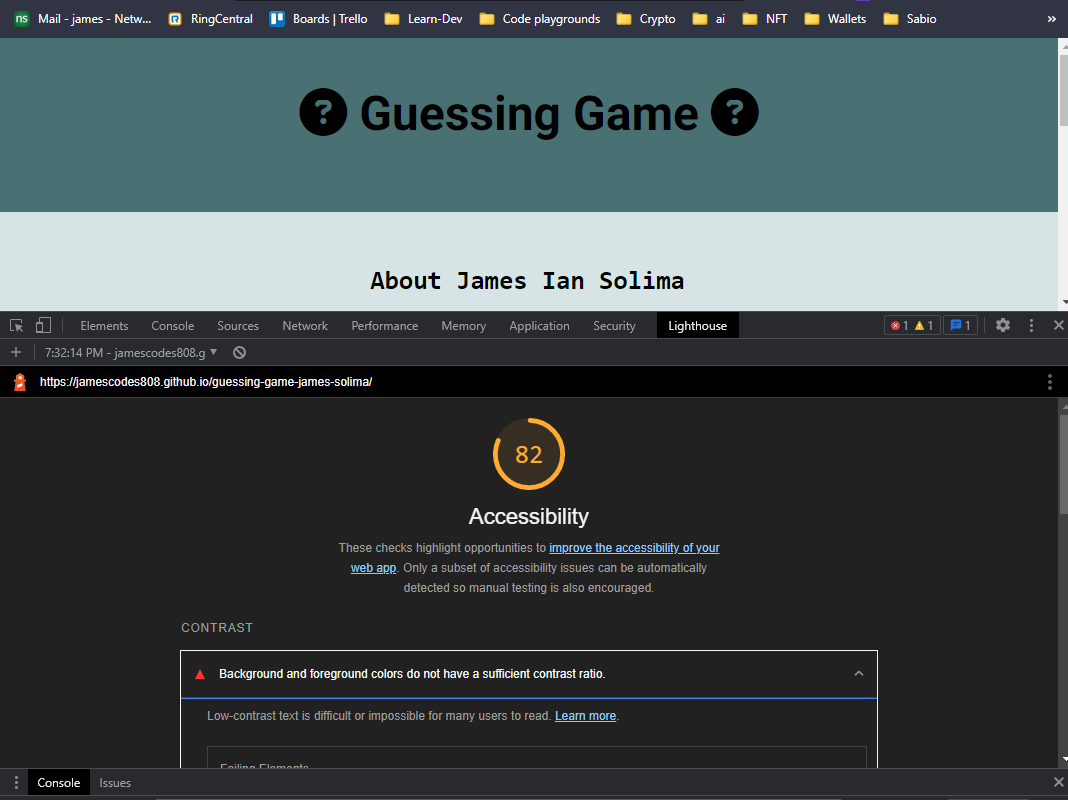 ns Mail - james - Netw... RingCentral Boards | Trello Learn-Dev Code playgrounds Crypto ai NFT Wallets Sabio »
? Guessing Game ?
About James Ian Solima
Elements Console Sources Network Performance Memory Application Security Lighthouse 1 1 1
7:32:14 PM - jamescodes808.g
https://jamescodes808.github.io/guessing-game-james-solima/
82
Accessibility
These checks highlight opportunities to improve the accessibility of your
web app. Only a subset of accessibility issues can be automatically
detected so manual testing is also encouraged.
CONTRAST
Background and foreground colors do not have a sufficient contrast ratio.
Low-contrast text is difficult or impossible for many users to read. Learn more.
Failing Elements
Console Issues